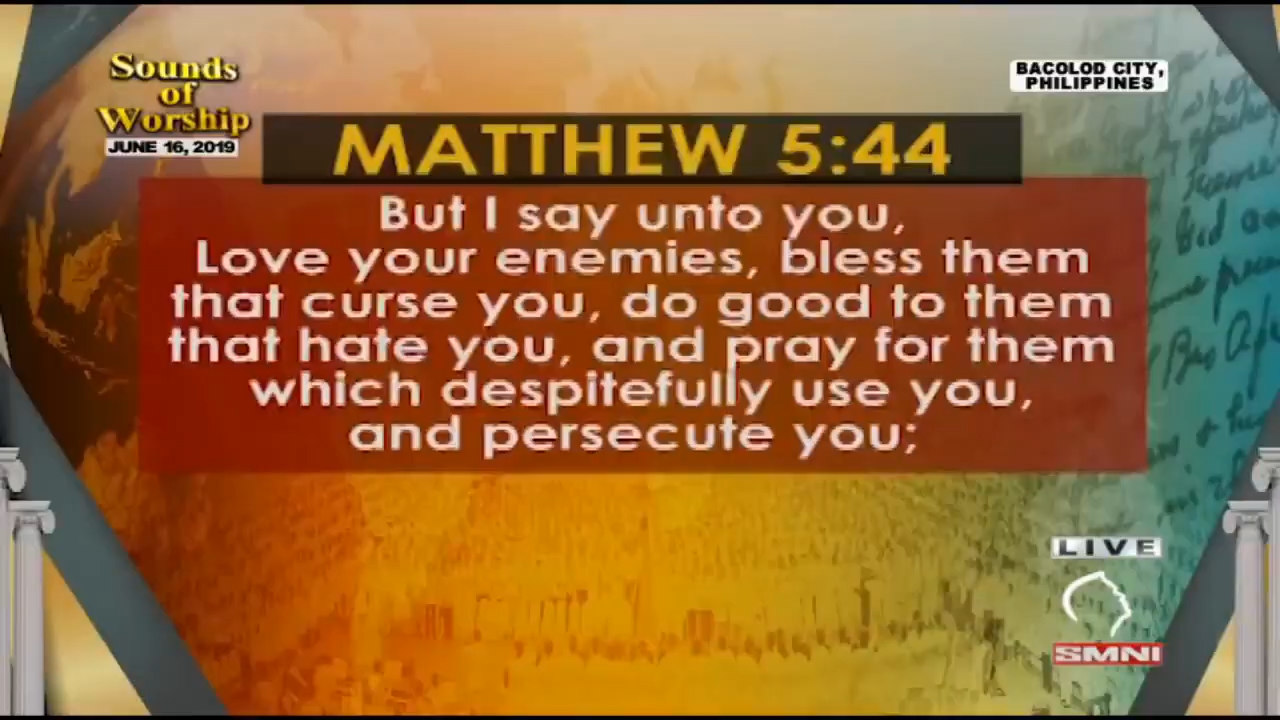 Sounds
of
Worship
JUNE 16, 2019
BACOLOD CITY,
PHILIPPINES
MATTHEW 5:44
But I say unto you,
Love your enemies, bless them
that curse you, do good to them
that hate you, and pray for them
which despitefully use you,
and persecute you;
LIVE
SMNI